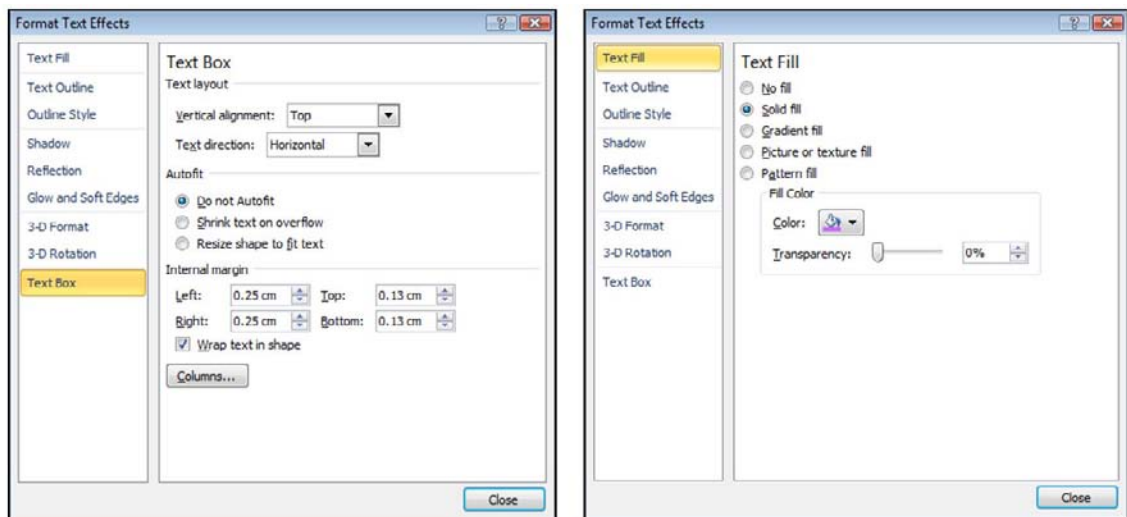 Format Text Effects
Text Fill
Text Outline
Outline Style
Shadow
Reflection
Glow and Soft Edges
3-D Format
3-D Rotation
Text Box
Text Box
Text layout
Vertical alignment: Top
Text direction: Horizontal
Autofit
Do not Autofit
Shrink text on overflow
Resize shape to fit text
Internal margin
Left: 0.25 cm Top: 0.13 cm
Right: 0.25 cm Bottom: 0.13 cm
Wrap text in shape
Columns...
Close
Format Text Effects
Text Fill
Text Outline
Outline Style
Shadow
Reflection
Glow and Soft Edges
3-D Format
3-D Rotation
Text Box
Text Fill
No fill
Solid fill
Gradient fill
Picture or texture fill
Pattern fill
Fill Color
Color:
Transparency: 0%
Close